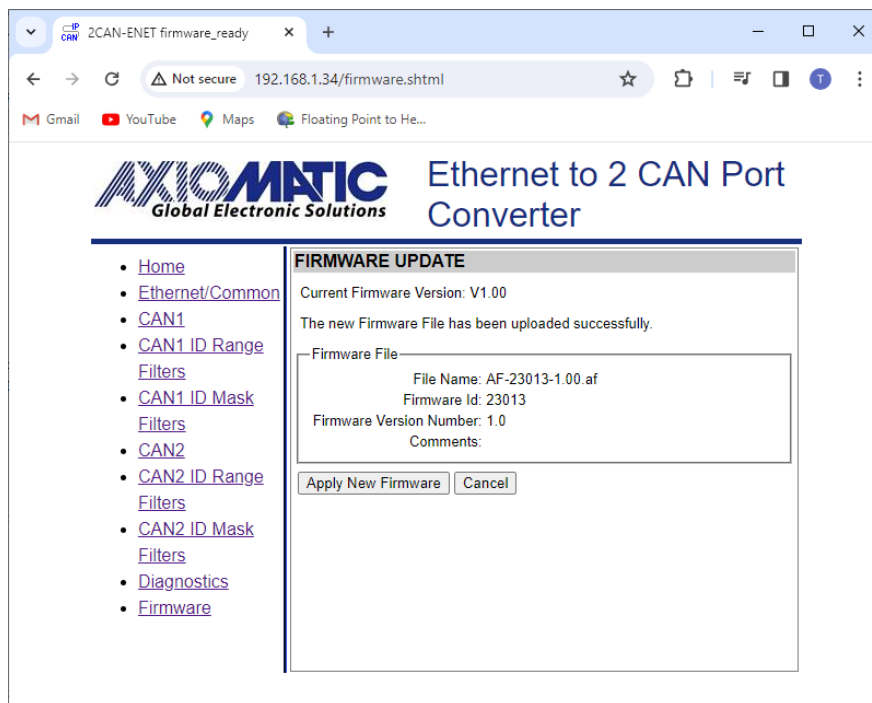 IP
CAN
2CAN-ENET firmware_ready
Not secure
192.168.1.34/firmware.shtml
T
Gmail
YouTube
Maps
Floating Point to He...
AXIOMATIC
Global Electronic Solutions
Ethernet to 2 CAN Port
Converter
Home
Ethernet/Common
CAN1
CAN1 ID Range
Filters
CAN1 ID Mask
Filters
CAN2
CAN2 ID Range
Filters
CAN2 ID Mask
Filters
Diagnostics
Firmware
FIRMWARE UPDATE
Current Firmware Version: V1.00
The new Firmware File has been uploaded successfully.
Firmware File
File Name: AF-23013-1.00.af
Firmware Id: 23013
Firmware Version Number: 1.0
Comments:
Apply New Firmware
Cancel